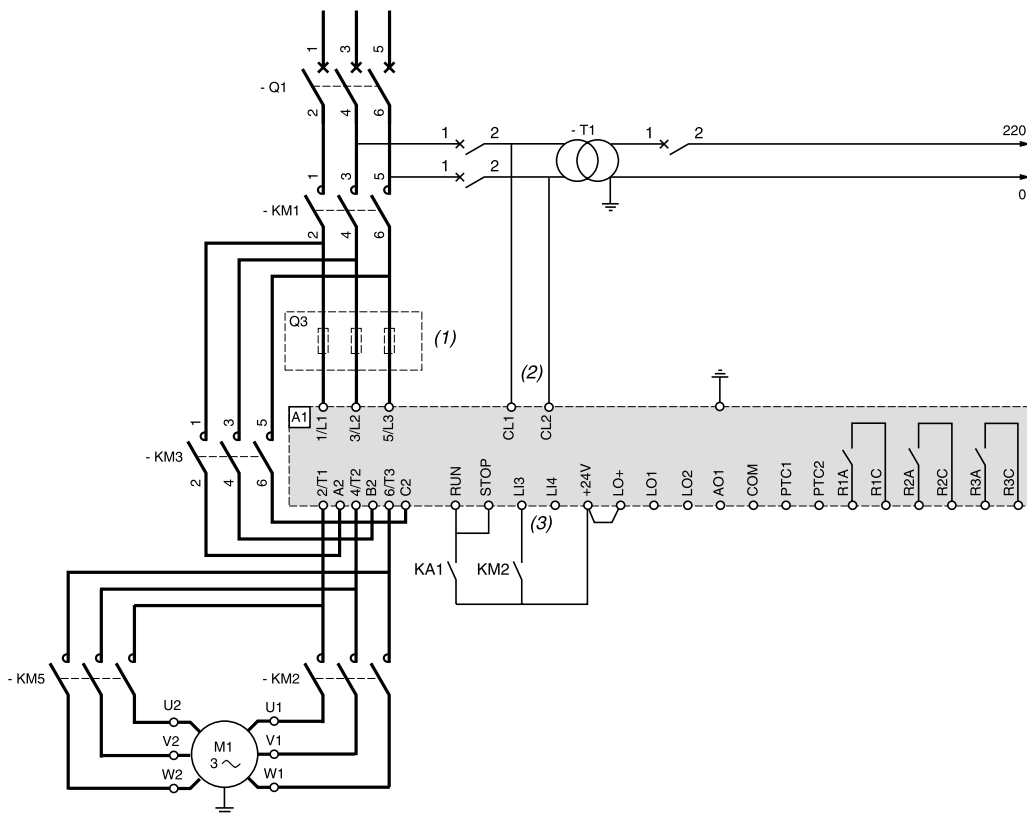 1 3 5
- Q1
2 4 6
1 2 - T1 1 2 220
1 2
0
1 3 5
- KM1
2 4 6
Q3
(1)
(2)
A1
1/L1 3/L2 5/L3 CL1 CL2
1 3 5
- KM3
2 4 6
2/T1 A2 4/T2 B2 6/T3 C2 RUN STOP LI3 LI4 +24V LO+ LO1 LO2 AO1 COM PTC1 PTC2 R1A R1C R2A R2C R3A R3C
(3)
KA1 KM2
- KM5 - KM2
U2 U1
V2 M1 V1
3
W2 W1